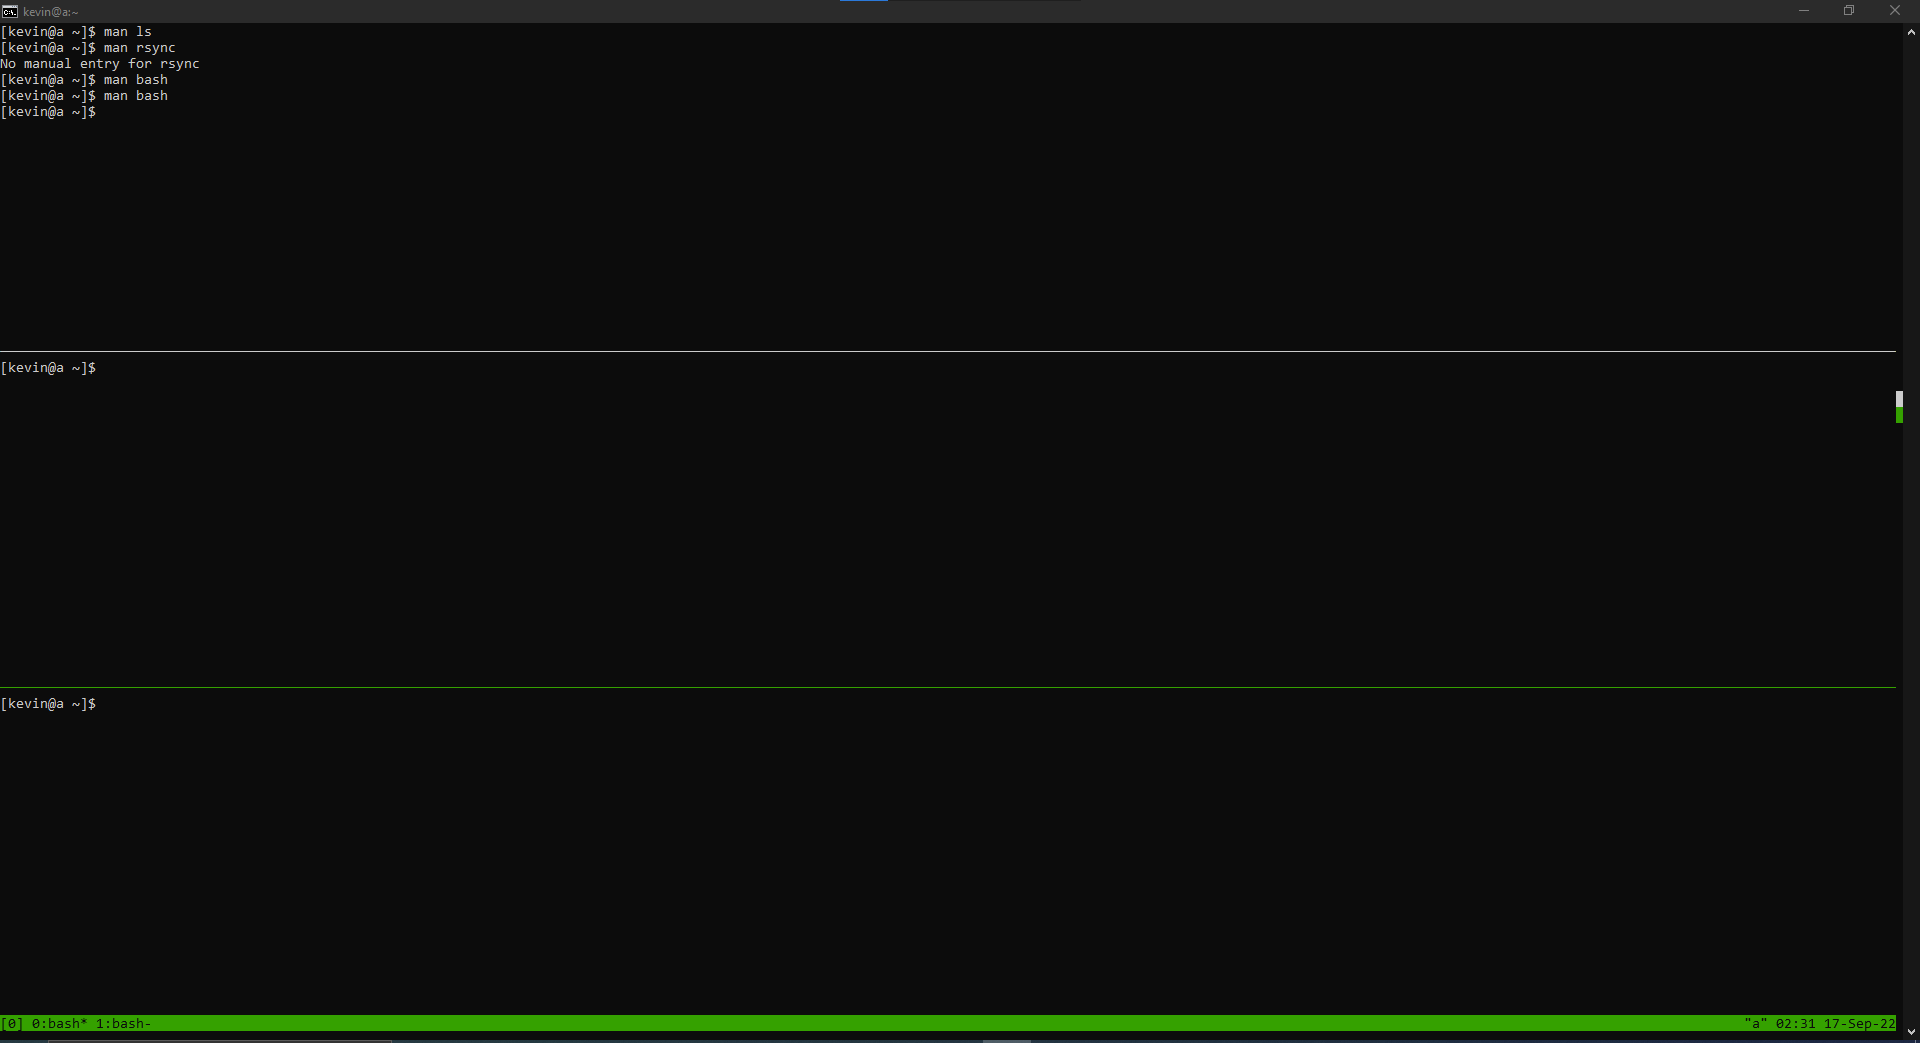 kevin@a:~
[kevin@a ~]$ man ls
[kevin@a ~]$ man rsync
No manual entry for rsync
[kevin@a ~]$ man bash
[kevin@a ~]$ man bash
[kevin@a ~]$
[kevin@a ~]$
[kevin@a ~]$
[0] 0:bash* 1:bash- "a" 02:31 17-Sep-22